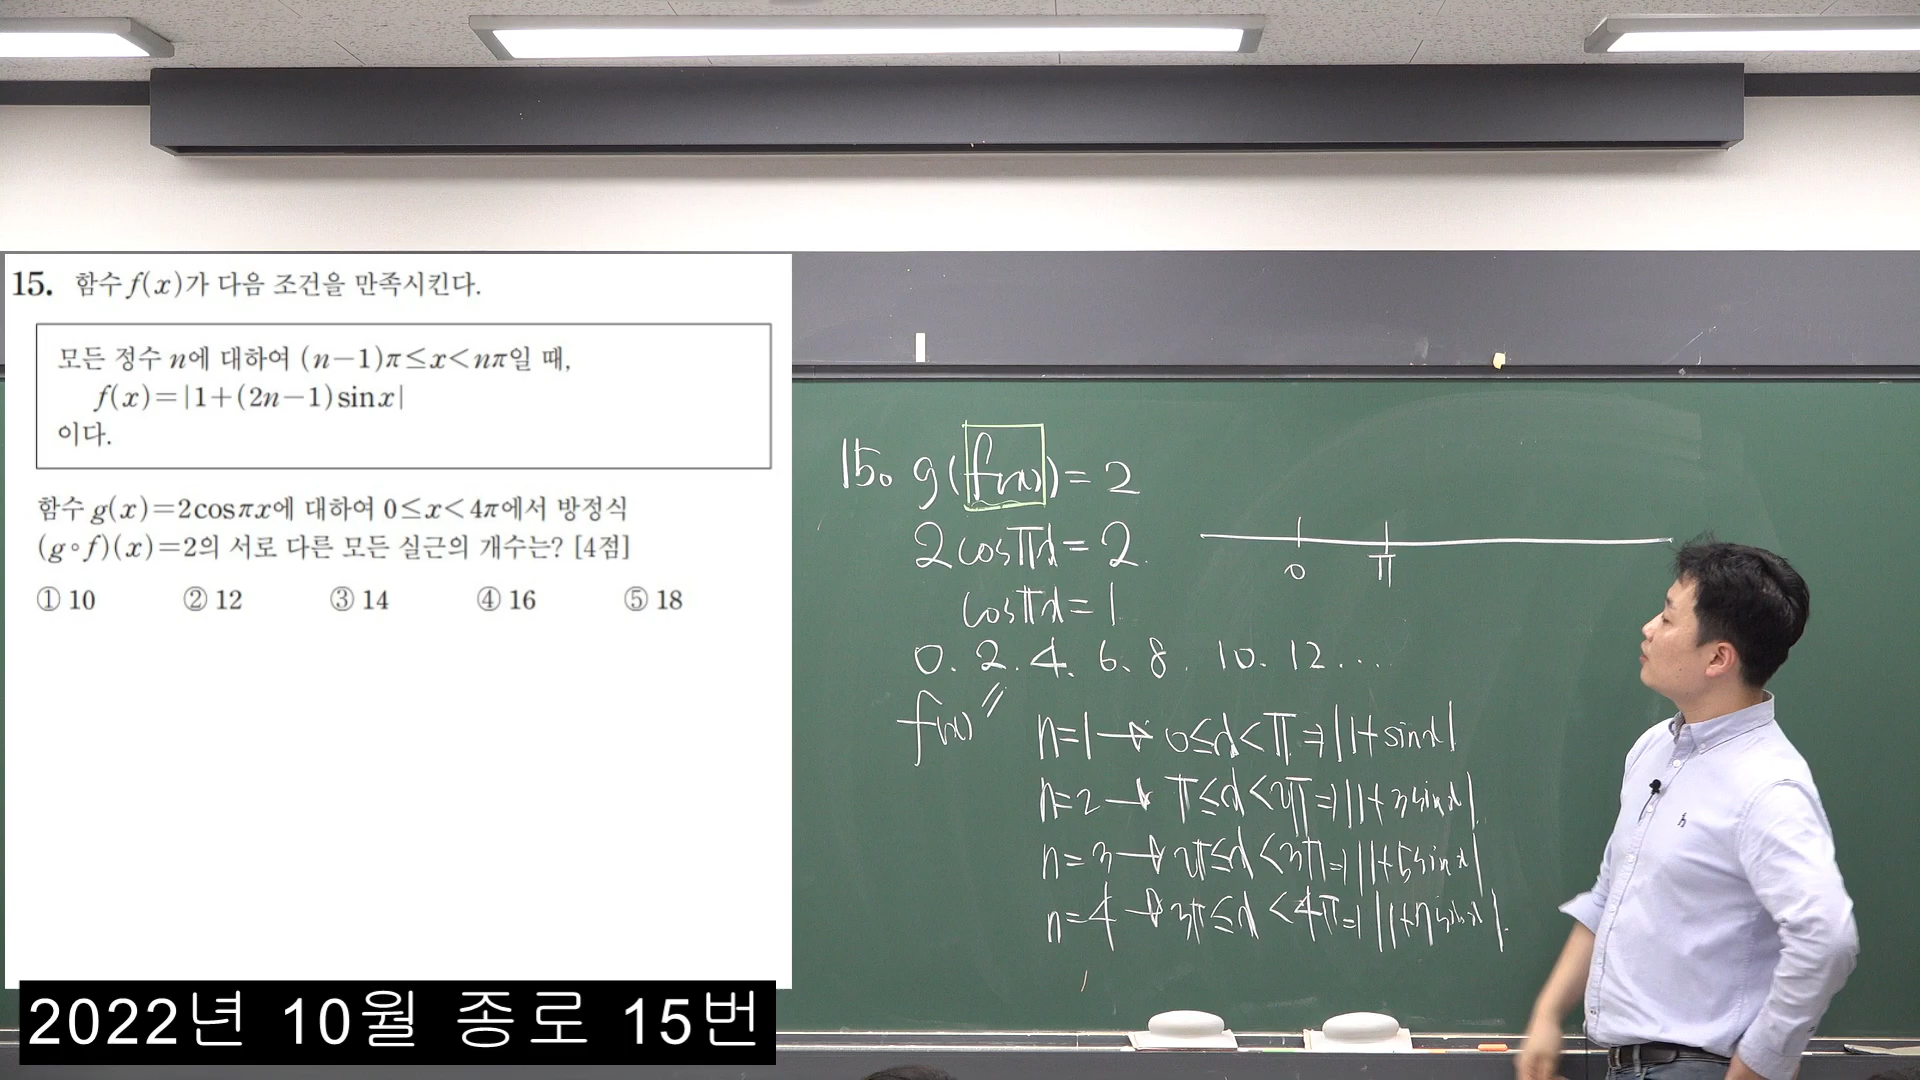 15. 함수 f(x)가 다음 조건을 만족시킨다.
모든 정수 n에 대하여 (n-1)π≤x<nπ일 때,
f(x)=|1+(2n-1)sinx|
이다.
함수 g(x)=2cosπx에 대하여 0≤x<4π에서 방정식
(g∘f)(x)=2의 서로 다른 모든 실근의 개수는? [4점]
① 10 ② 12 ③ 14 ④ 16 ⑤ 18
2022년 10월 종로 15번
15. g(f(x))=2
2cosπx=2
cosπx=1
0. 2. 4. 6. 8. 10. 12....
f(x)
n=1→ 0≤x<π⇒|1+sinx|
n=2→ π≤x<2π⇒|1+3sinx|
n=3→ 2π≤x<3π⇒|1+5sinx|
n=4→ 3π≤x<4π⇒|1+7sinx|
0 π